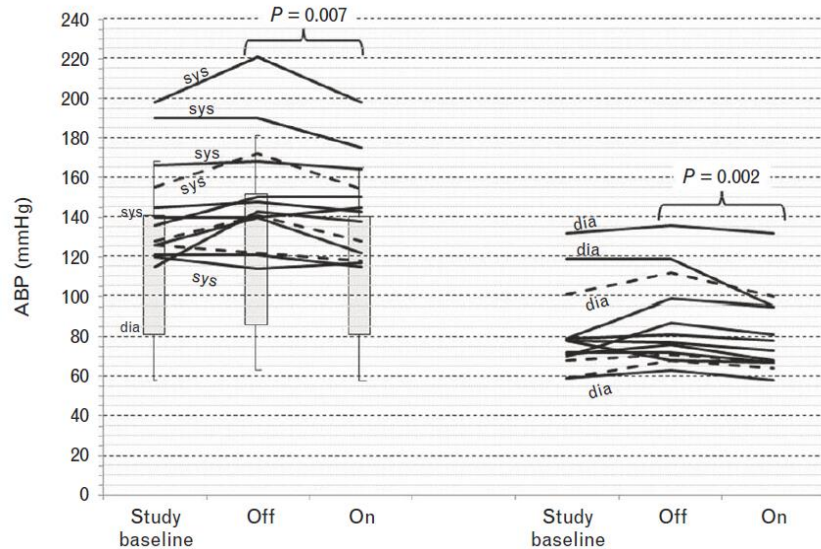 240
220
200
180
160
140
120
100
80
60
40
20
0
ABP (mmHg)
P = 0.007
P = 0.002
sys
sys
sys
sys
sys
sys
dia
dia
dia
dia
dia
Study baseline
Off
On
Study baseline
Off
On